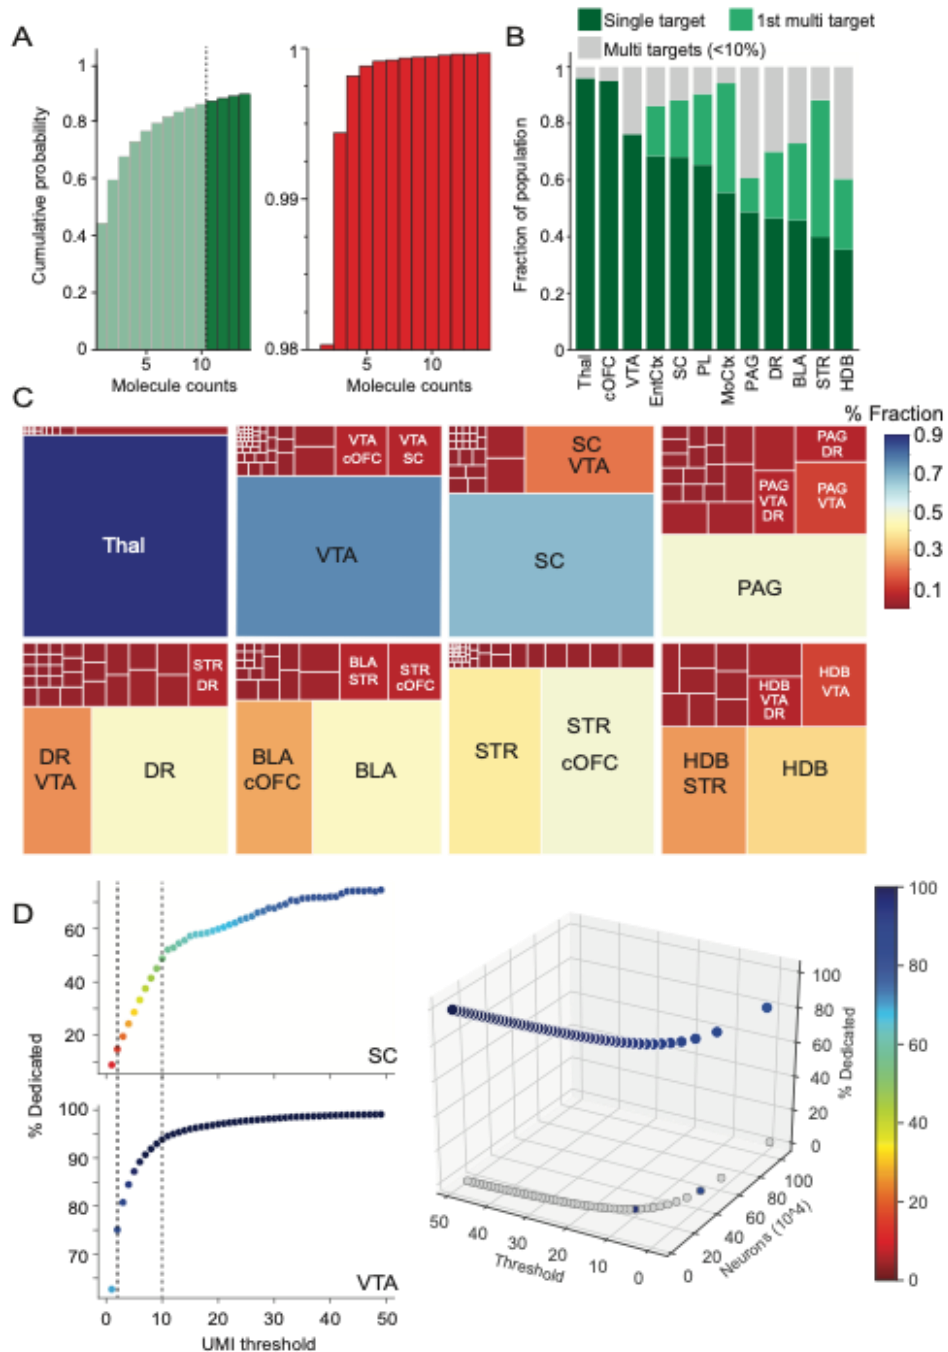 A
Cumulative probability
1
0.8
0.6
0.4
0.2
0
5
10
Molecule counts
1
0.99
0.98
5
10
Molecule counts
B
Single target
1st multi target
Multi targets (<10%)
Fraction of population
1
0.8
0.6
0.4
0.2
0
Thal
cOFC
VTA
EntCtx
SC
PL
MoCtx
PAG
DR
BLA
STR
HDB
C
% Fraction
0.9
0.7
0.5
0.3
0.1
Thal
VTA
cOFC
VTA
SC
VTA
SC
VTA
SC
PAG
DR
PAG
VTA
DR
PAG
VTA
PAG
STR
DR
DR
VTA
DR
BLA
STR
STR
cOFC
BLA
cOFC
BLA
STR
STR
cOFC
HDB
VTA
DR
HDB
VTA
HDB
STR
HDB
D
% Dedicated
60
40
20
SC
100
90
80
70
VTA
0
10
20
30
40
50
UMI threshold
100
80
60
40
20
0
% Dedicated
50
40
30
20
10
0
Threshold
0
20
40
60
80
100
Neurons (10^4)
100
80
60
40
20
0